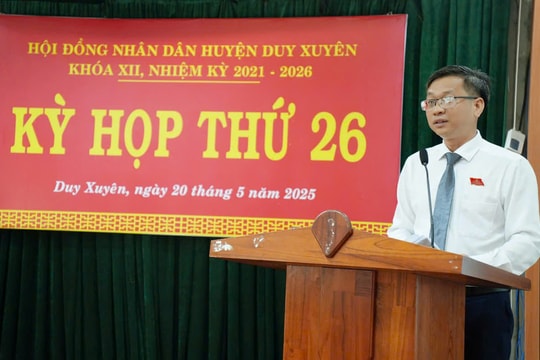 HỘI ĐỒNG NHÂN DÂN HUYỆN DUY XUYÊN
KHÓA XII, NHIỆM KỲ 2021 - 2026
KỲ HỌP THỨ 26
Duy Xuyên, ngày 20 tháng 5 năm 2025